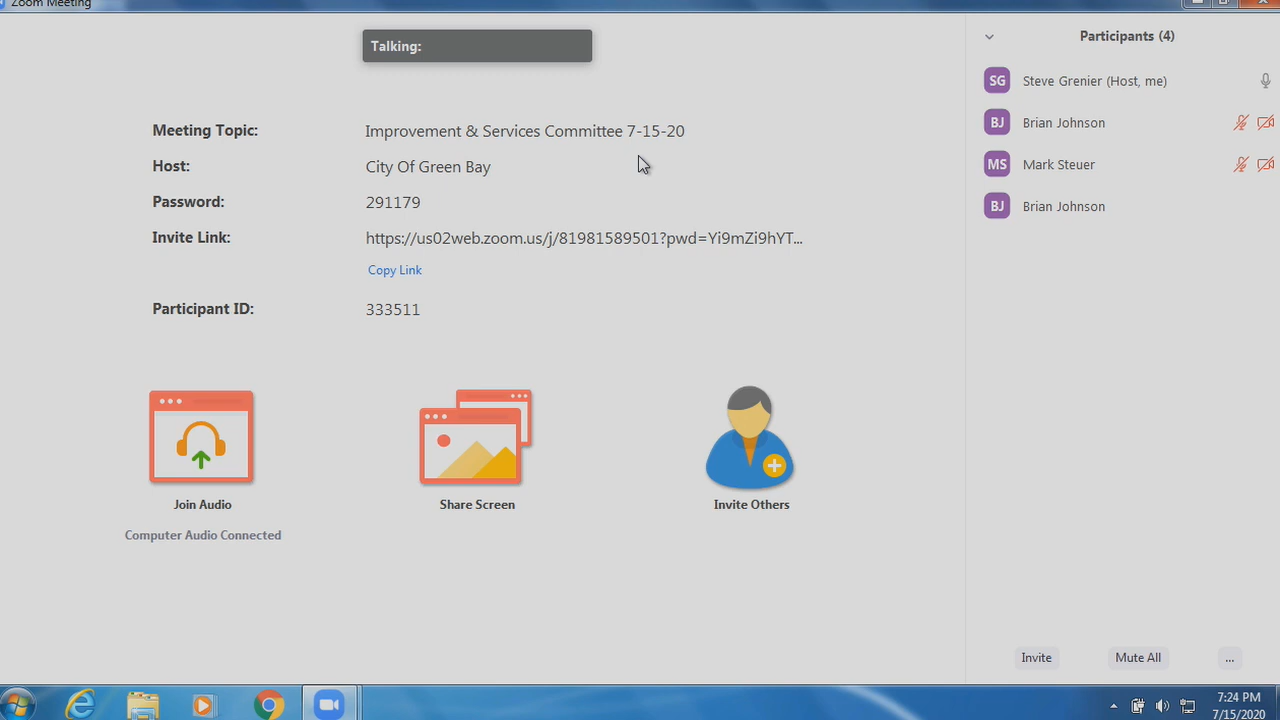 Zoom Meeting
Talking:
Meeting Topic: Improvement & Services Committee 7-15-20
Host: City Of Green Bay
Password: 291179
Invite Link: https://us02web.zoom.us/j/81981589501?pwd=Yi9mZi9hYT...
Copy Link
Participant ID: 333511
Join Audio
Computer Audio Connected
Share Screen
Invite Others
Participants (4)
SG Steve Grenier (Host, me)
BJ Brian Johnson
MS Mark Steuer
BJ Brian Johnson
Invite Mute All ...
7:24 PM
7/15/2020